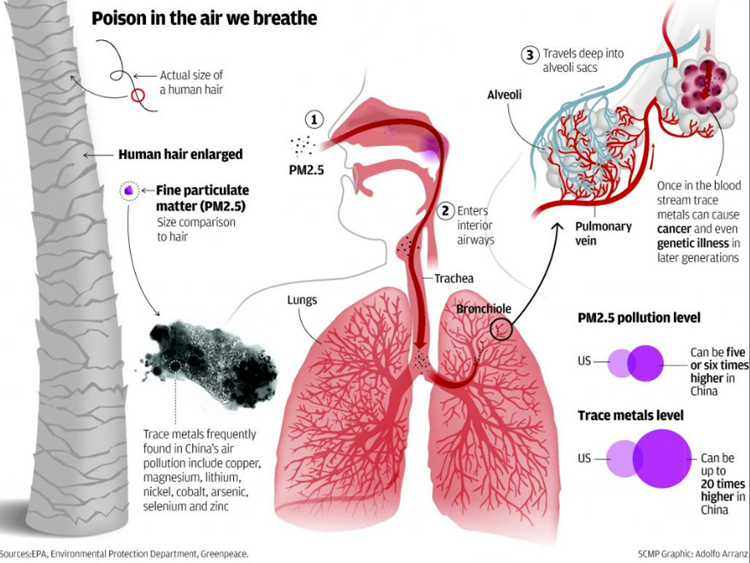 Poison in the air we breathe
Actual size of
a human hair
Human hair enlarged
Fine particulate
matter (PM2.5)
Size comparison
to hair
Trace metals frequently
found in China's air
pollution include copper,
magnesium, lithium,
nickel, cobalt, arsenic,
selenium and zinc
1
PM2.5
2 Enters
interior
airways
Trachea
Lungs
Bronchiole
3 Travels deep into
alveoli sacs
Alveoli
Pulmonary
vein
Once in the blood
stream trace
metals can cause
cancer and even
genetic illness in
later generations
PM2.5 pollution level
US
Can be five
or six times
higher in
China
Trace metals level
US
Can be
up to
20 times
higher in
China
Sources:EPA, Environmental Protection Department, Greenpeace.
SCMP Graphic: Adolfo Arranz